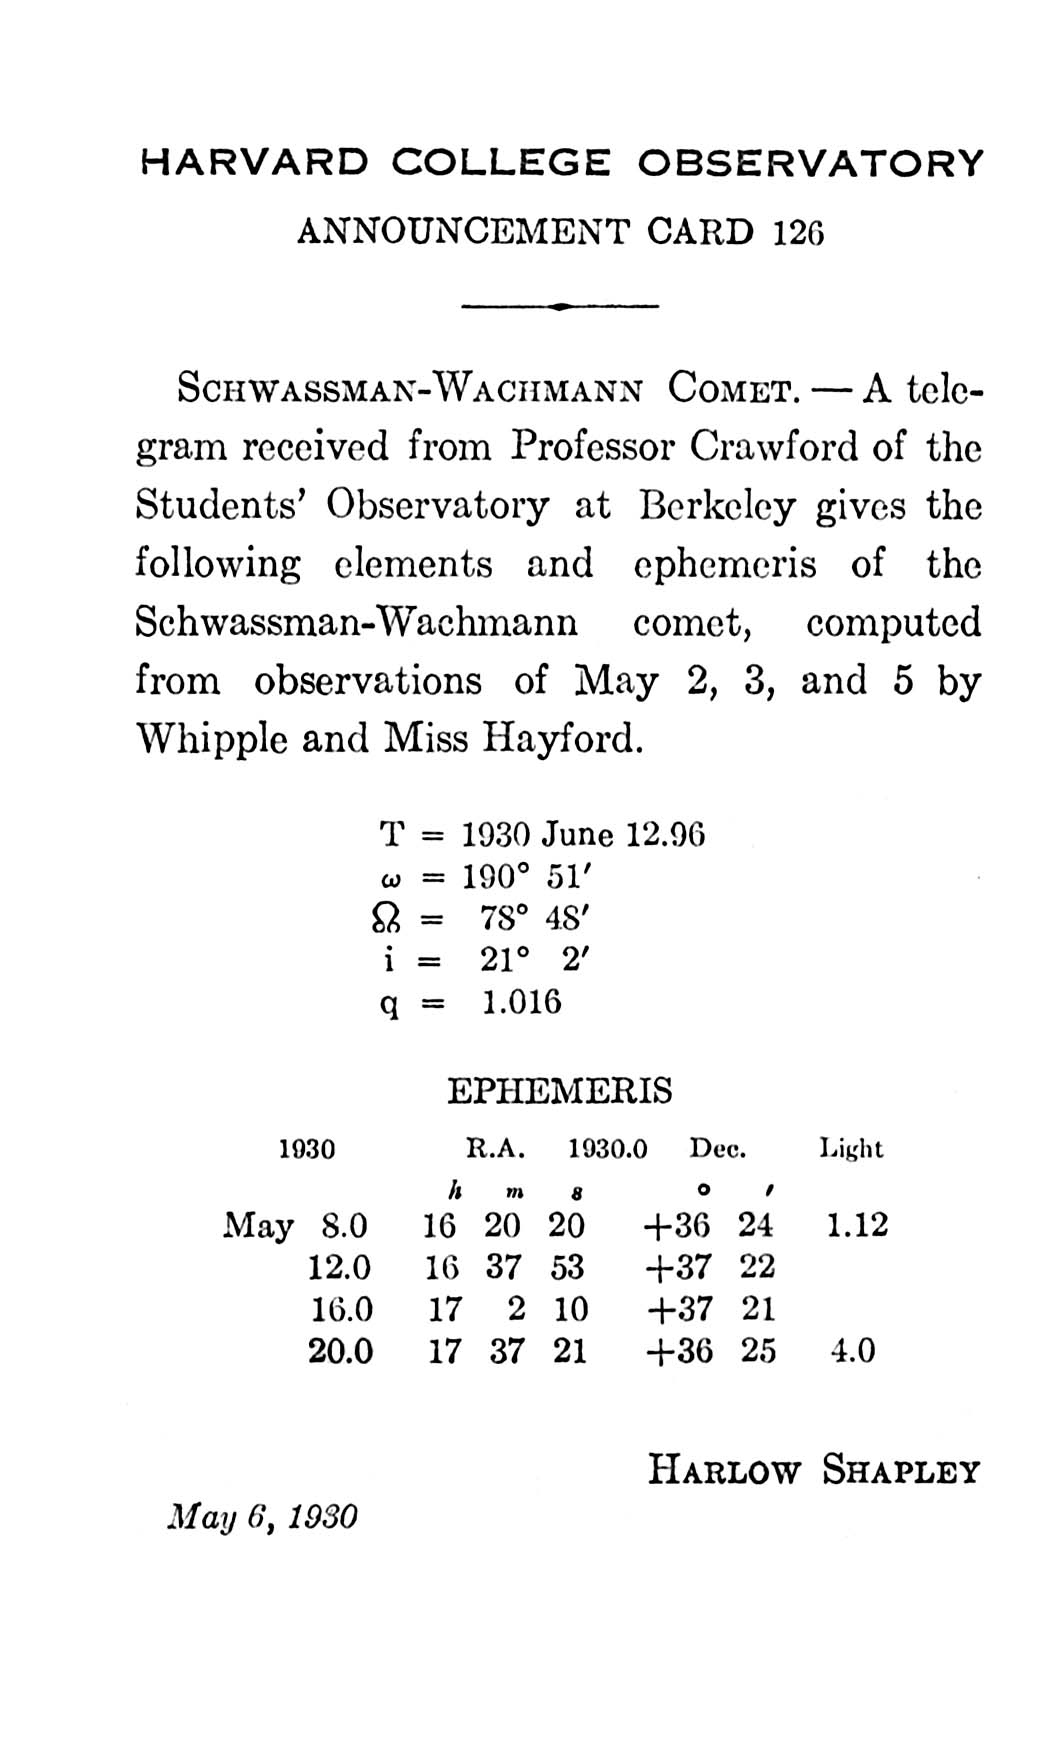 HARVARD COLLEGE OBSERVATORY
ANNOUNCEMENT CARD 126
SCHWASSMAN-WACHMANN COMET. — A tele-
gram received from Professor Crawford of the
Students’ Observatory at Berkeley gives the
following elements and ephemeris of the
Schwassman-Wachmann comet, computed
from observations of May 2, 3, and 5 by
Whipple and Miss Hayford.
T = 1930 June 12.96
ω = 190° 51′
☊ = 78° 48′
i = 21° 2′
q = 1.016
EPHEMERIS
1930 R.A. 1930.0 Dec. Light
h m s ° ′
May 8.0 16 20 20 +36 24 1.12
12.0 16 37 53 +37 22
16.0 17 2 10 +37 21
20.0 17 37 21 +36 25 4.0
HARLOW SHAPLEY
May 6, 1930